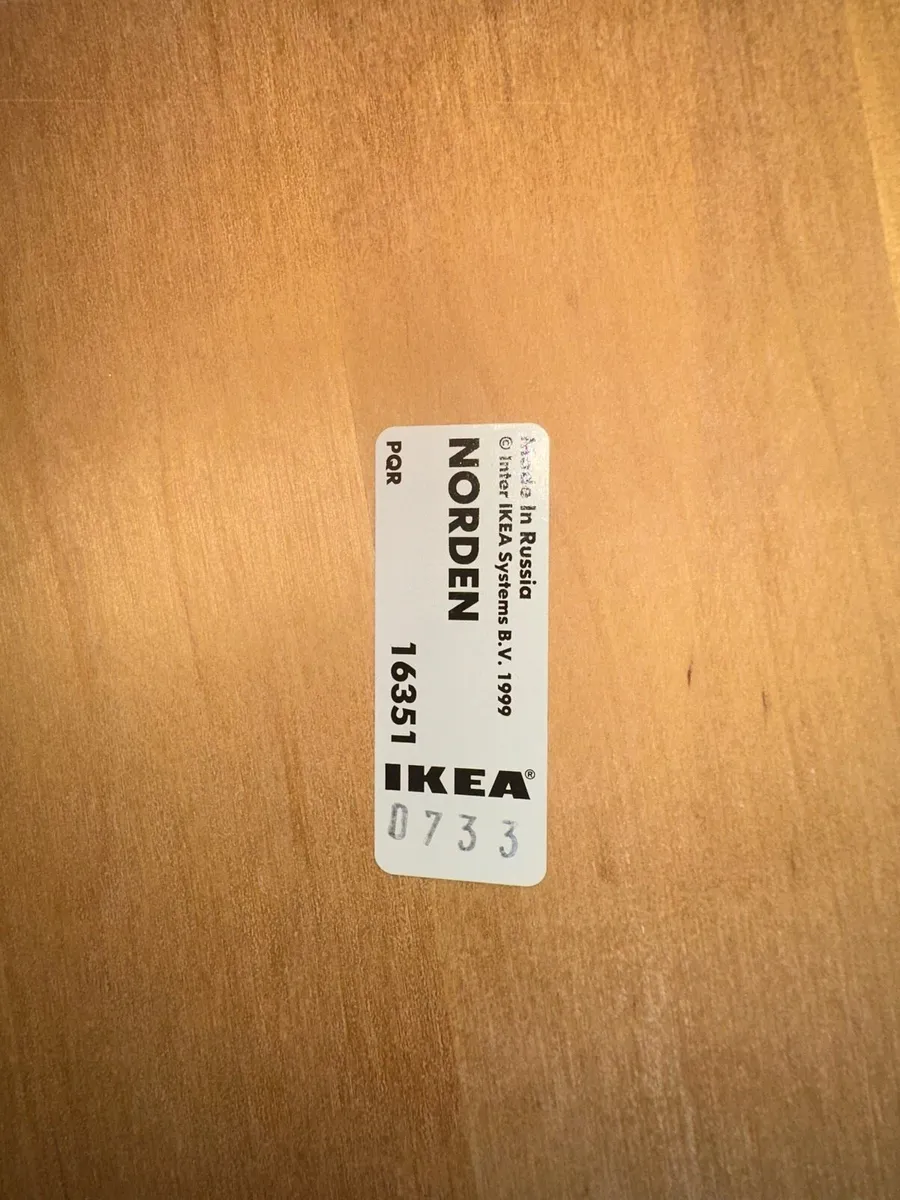 Made in Russia
© Inter IKEA Systems B.V. 1999
NORDEN
PQR 16351
IKEA®
0733